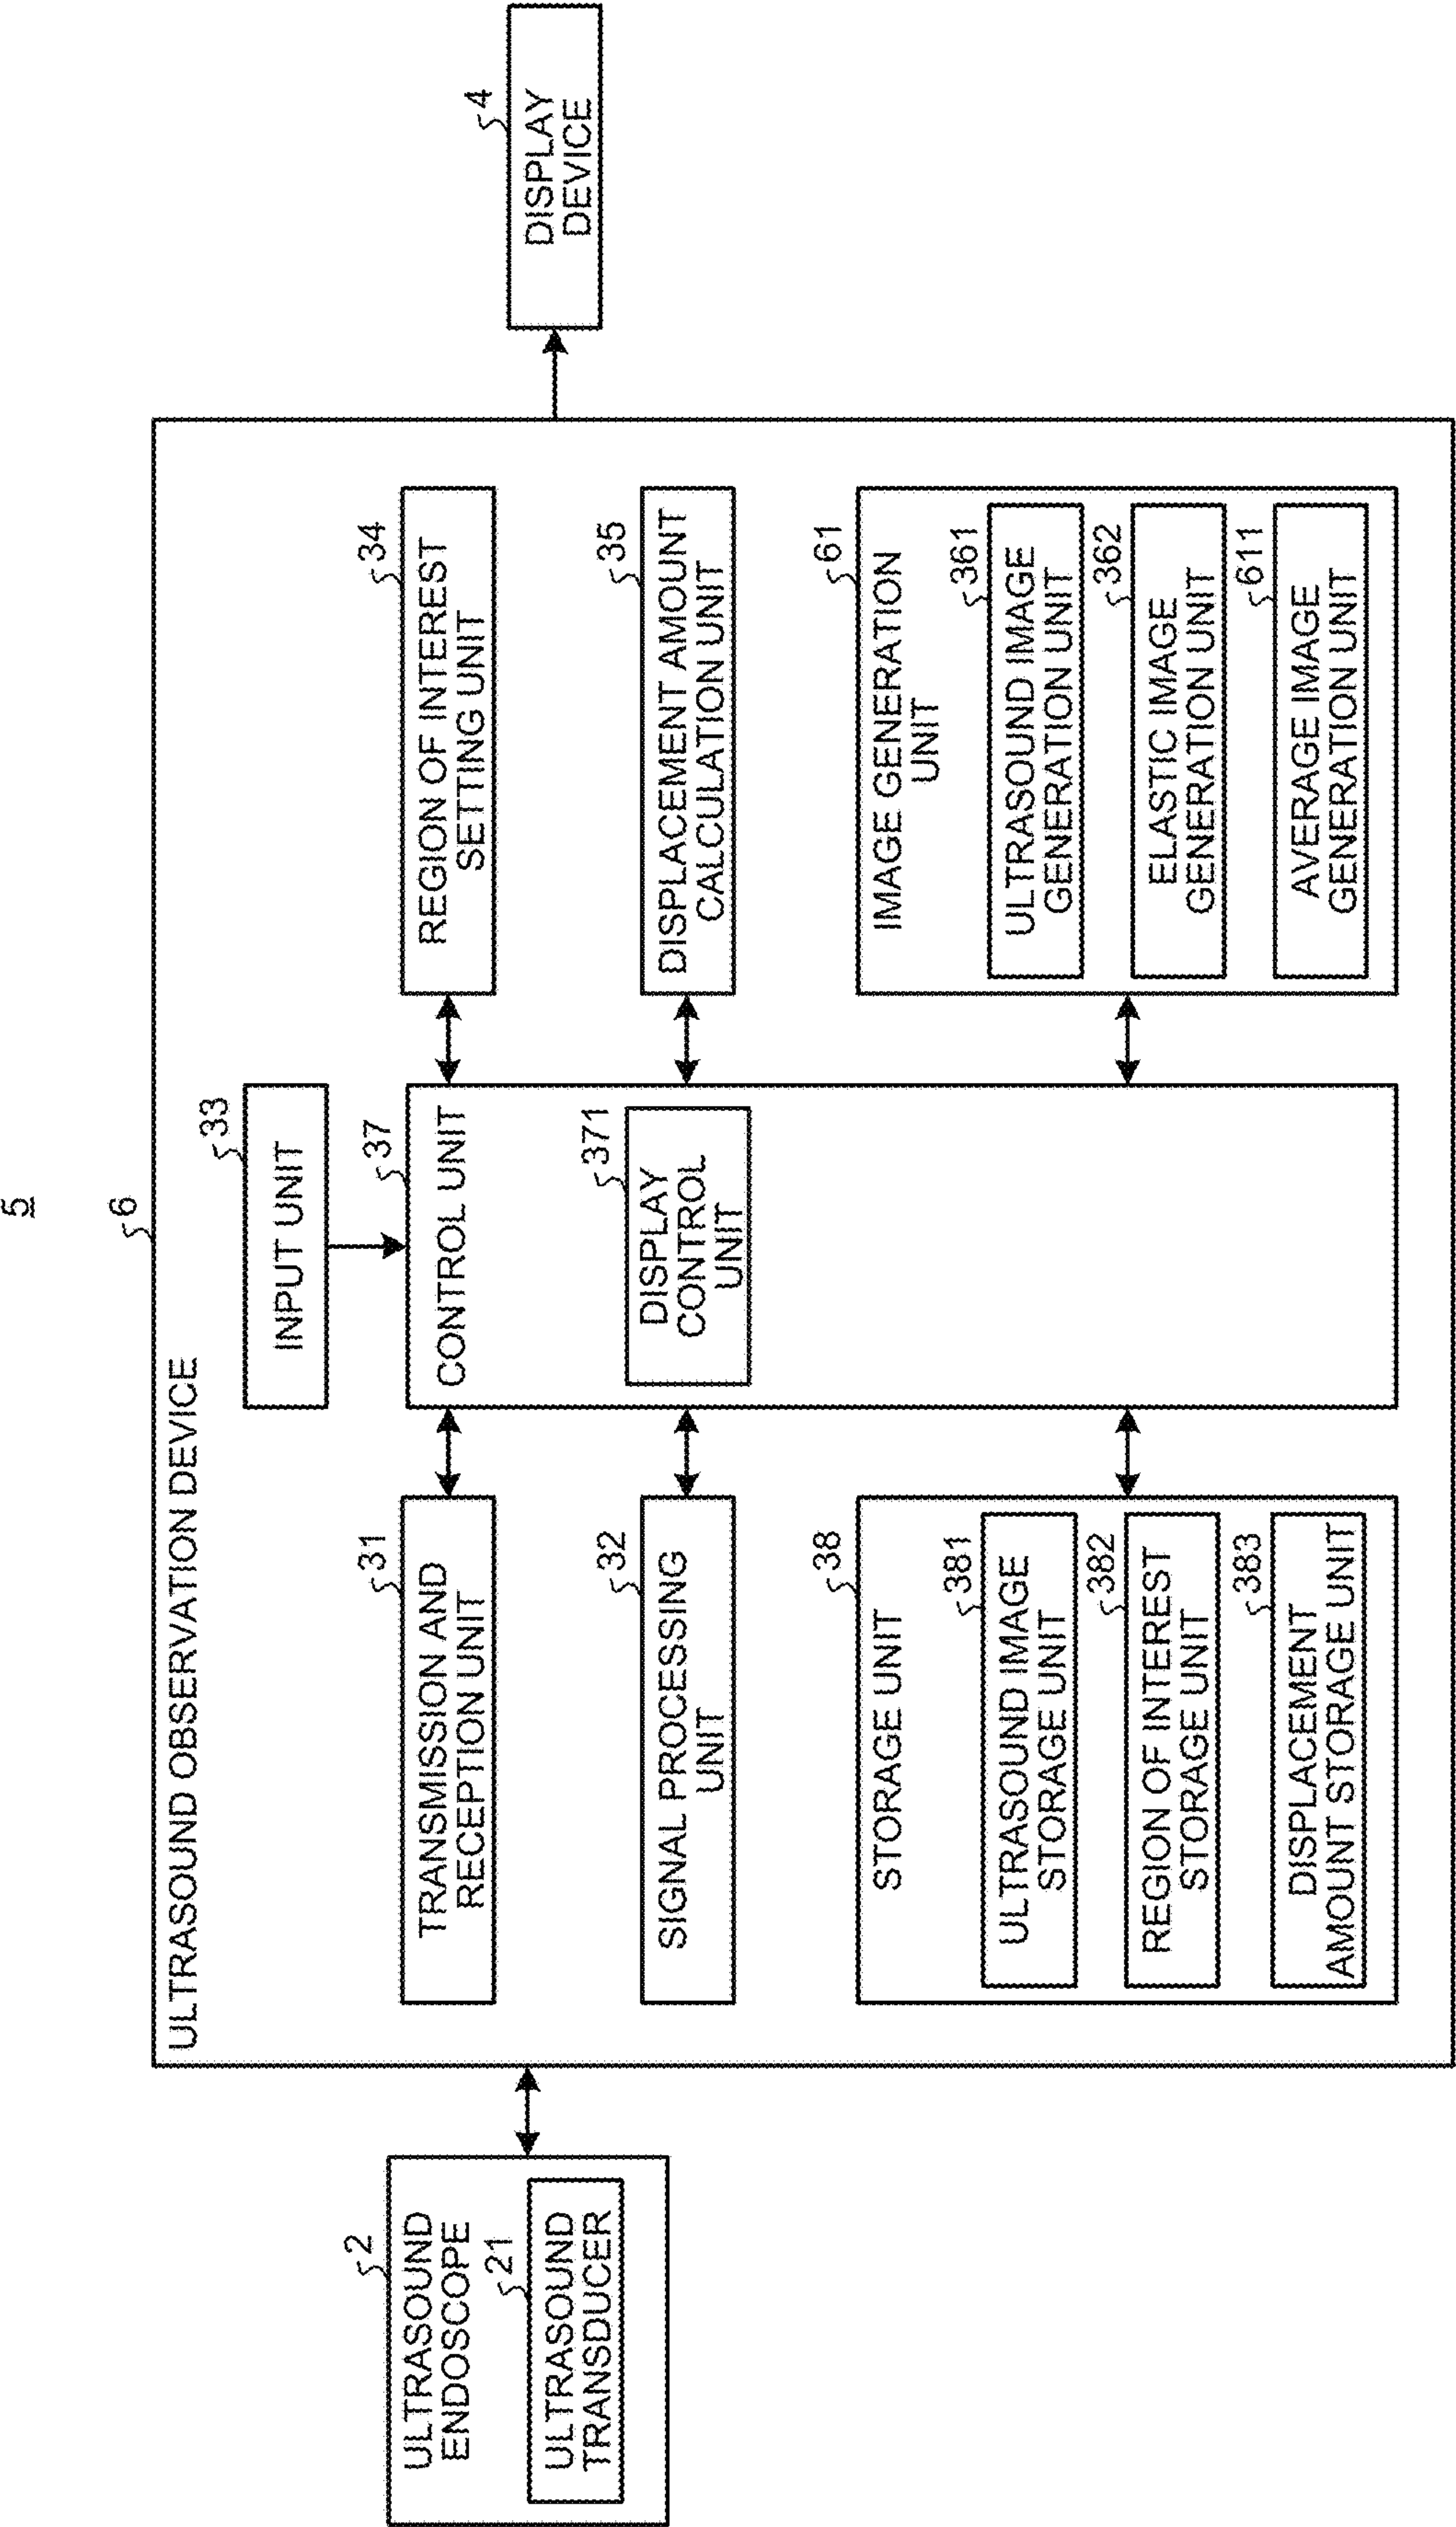 5
2
ULTRASOUND
ENDOSCOPE
21
ULTRASOUND
TRANSDUCER
6
ULTRASOUND OBSERVATION DEVICE
33
INPUT UNIT
31
TRANSMISSION AND
RECEPTION UNIT
37
CONTROL UNIT
34
REGION OF INTEREST
SETTING UNIT
32
SIGNAL PROCESSING
UNIT
371
DISPLAY
CONTROL
UNIT
35
DISPLACEMENT AMOUNT
CALCULATION UNIT
38
STORAGE UNIT
381
ULTRASOUND IMAGE
STORAGE UNIT
382
REGION OF INTEREST
STORAGE UNIT
383
DISPLACEMENT
AMOUNT STORAGE UNIT
61
IMAGE GENERATION
UNIT
361
ULTRASOUND IMAGE
GENERATION UNIT
362
ELASTIC IMAGE
GENERATION UNIT
611
AVERAGE IMAGE
GENERATION UNIT
4
DISPLAY
DEVICE